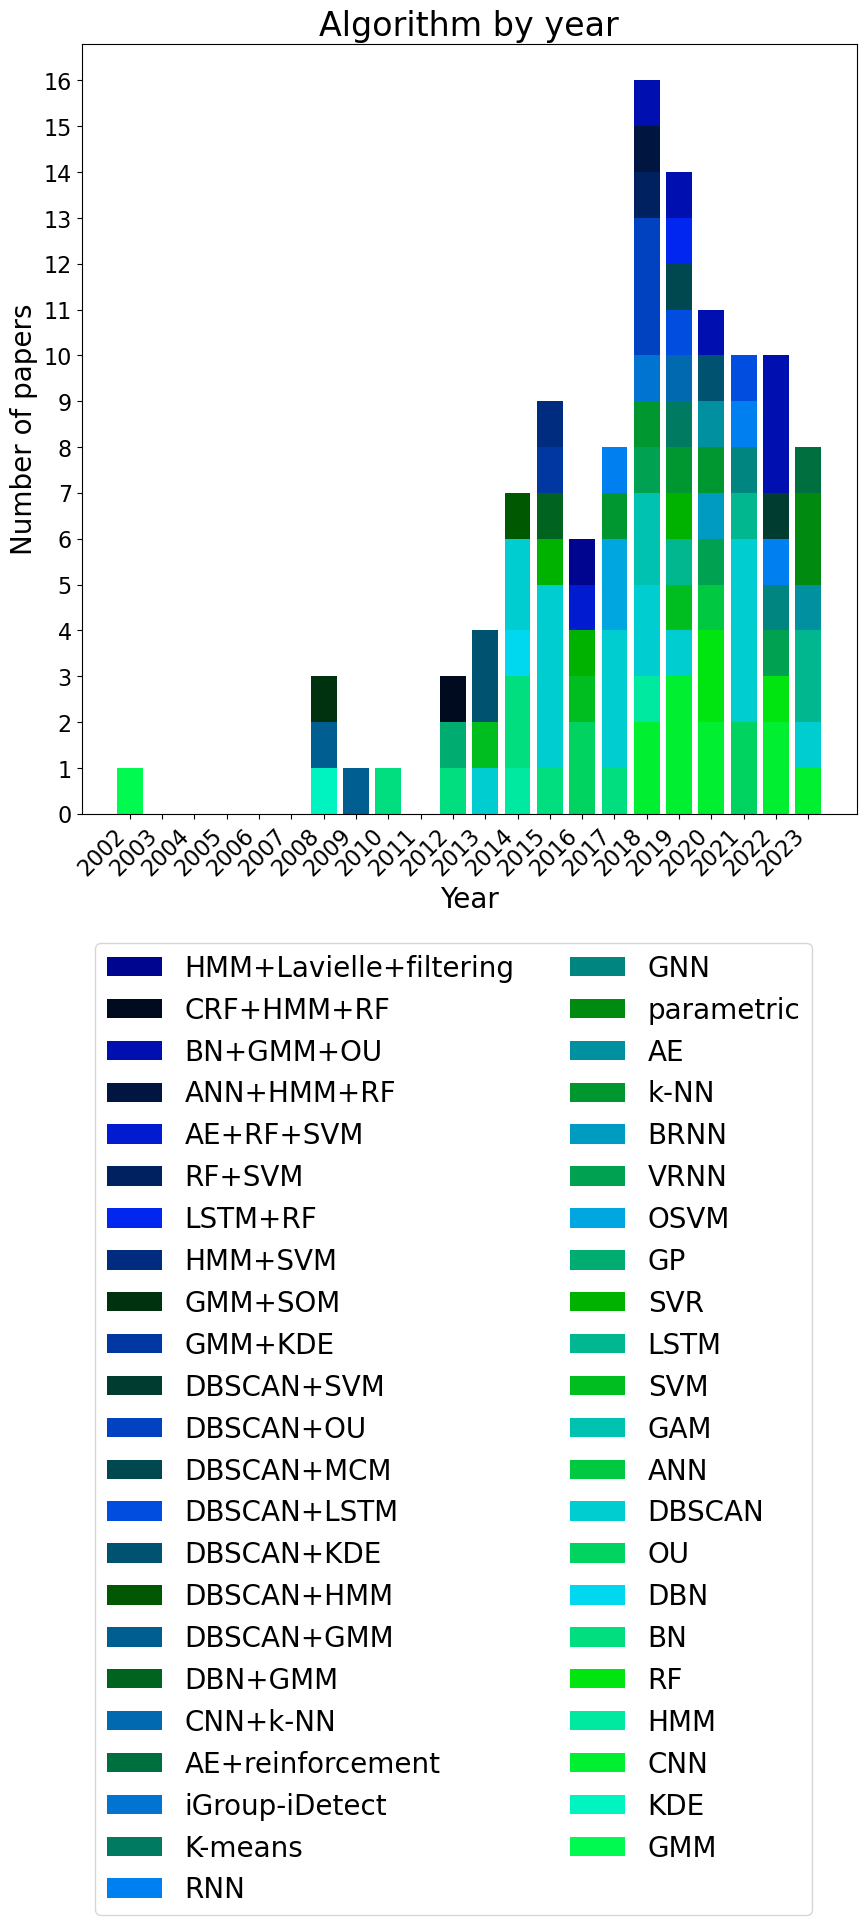 Algorithm by year
Number of papers
16
15
14
13
12
11
10
9
8
7
6
5
4
3
2
1
0
2002
2003
2004
2005
2006
2007
2008
2009
2010
2011
2012
2013
2014
2015
2016
2017
2018
2019
2020
2021
2022
2023
Year
HMM+Lavielle+filtering
CRF+HMM+RF
BN+GMM+OU
ANN+HMM+RF
AE+RF+SVM
RF+SVM
LSTM+RF
HMM+SVM
GMM+SOM
GMM+KDE
DBSCAN+SVM
DBSCAN+OU
DBSCAN+MCM
DBSCAN+LSTM
DBSCAN+KDE
DBSCAN+HMM
DBSCAN+GMM
DBN+GMM
CNN+k-NN
AE+reinforcement
iGroup-iDetect
K-means
RNN
GNN
parametric
AE
k-NN
BRNN
VRNN
OSVM
GP
SVR
LSTM
SVM
GAM
ANN
DBSCAN
OU
DBN
BN
RF
HMM
CNN
KDE
GMM